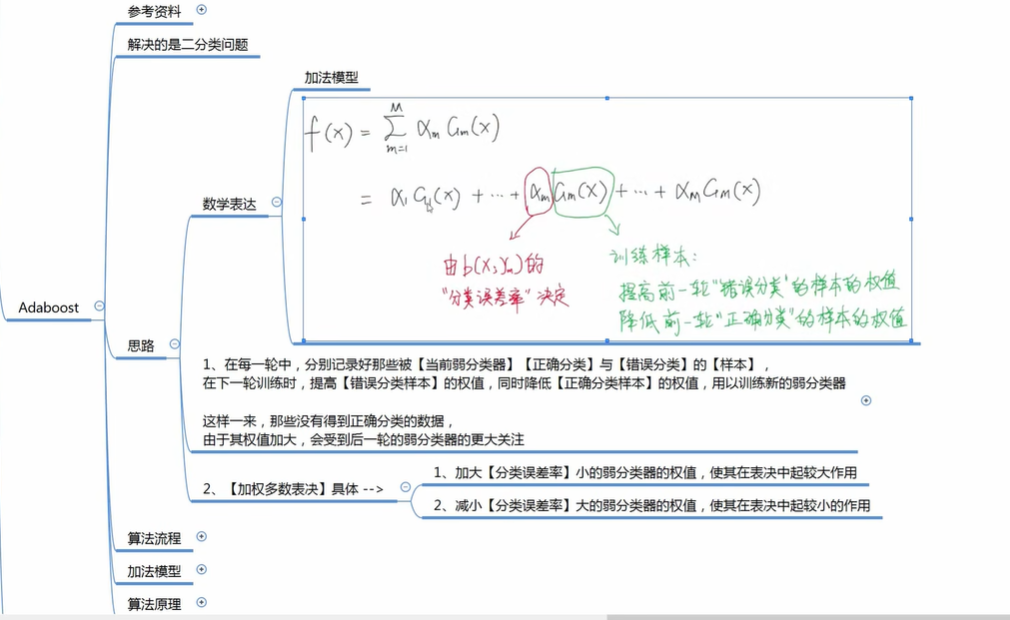 参考资料
解决的是二分类问题
加法模型
f(x) = ∑ᴹₘ₌₁ αₘ Gₘ(x)
= α₁ G₁(x) + ··· + αₘ Gₘ(x) + ··· + α_M G_M(x)
由b(x;γₘ)的
"分类误差率"决定
训练样本:
提高前一轮"错误分类"的样本的权值
降低前一轮"正确分类"的样本的权值
数学表达
Adaboost
思路
1、在每一轮中，分别记录好那些被【当前弱分类器】【正确分类】与【错误分类】的【样本】，
在下一轮训练时，提高【错误分类样本】的权值，同时降低【正确分类样本】的权值，用以训练新的弱分类器
这样一来，那些没有得到正确分类的数据，
由于其权值加大，会受到后一轮的弱分类器的更大关注
2、【加权多数表决】具体 -->
1、加大【分类误差率】小的弱分类器的权值，使其在表决中起较大作用
2、减小【分类误差率】大的弱分类器的权值，使其在表决中起较小的作用
算法流程
加法模型
算法原理